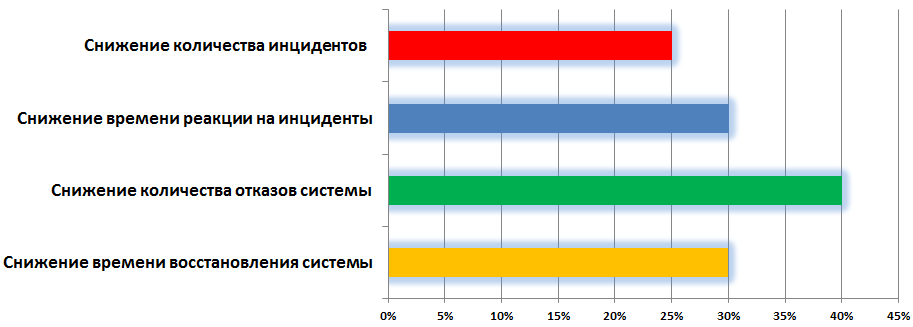 Снижение количества инцидентов
Снижение времени реакции на инциденты
Снижение количества отказов системы
Снижение времени восстановления системы
0% 5% 10% 15% 20% 25% 30% 35% 40% 45%